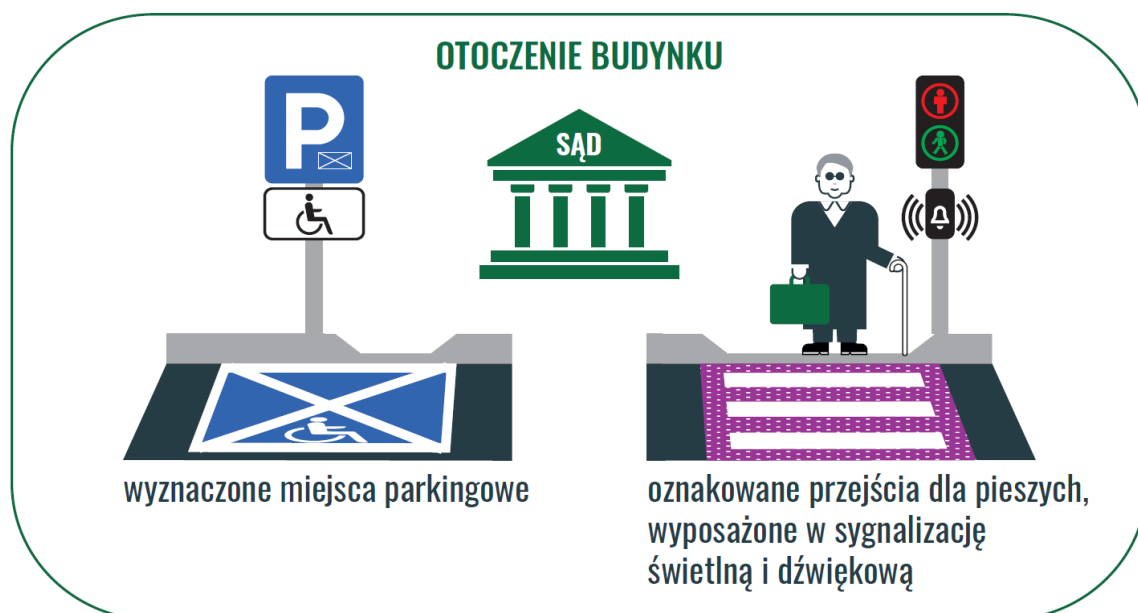 OTOCZENIE BUDYNKU
P
SĄD
wyznaczone miejsca parkingowe
oznakowane przejścia dla pieszych,
wyposażone w sygnalizację
świetlną i dźwiękową